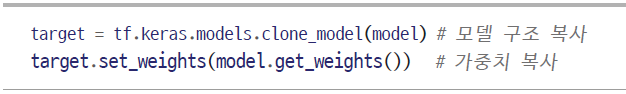 target = tf.keras.models.clone_model(model) # 모델 구조 복사
target.set_weights(model.get_weights()) # 가중치 복사